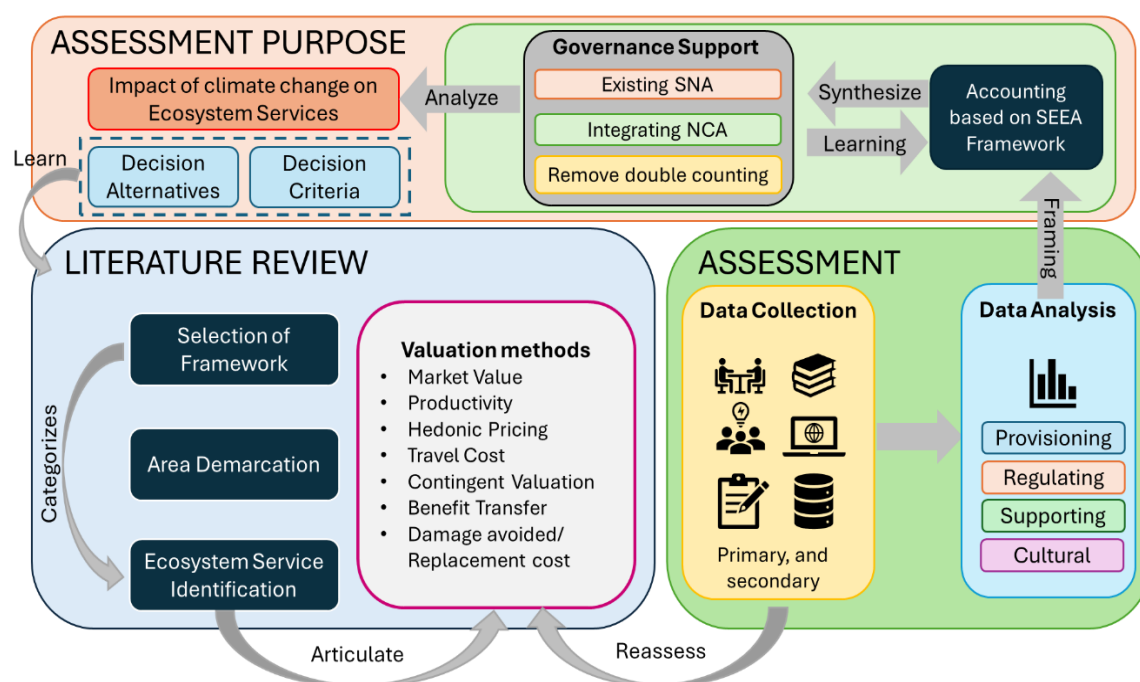 ASSESSMENT PURPOSE
Impact of climate change on
Ecosystem Services
Decision
Alternatives
Decision
Criteria
Learn
Analyze
Governance Support
Existing SNA
Integrating NCA
Remove double counting
Synthesize
Learning
Accounting
based on SEEA
Framework
Framing
LITERATURE REVIEW
Selection of
Framework
Area Demarcation
Ecosystem Service
Identification
Categorizes
Valuation methods
• Market Value
• Productivity
• Hedonic Pricing
• Travel Cost
• Contingent Valuation
• Benefit Transfer
• Damage avoided/
Replacement cost
Articulate
Reassess
ASSESSMENT
Data Collection
Primary, and
secondary
Data Analysis
Provisioning
Regulating
Supporting
Cultural